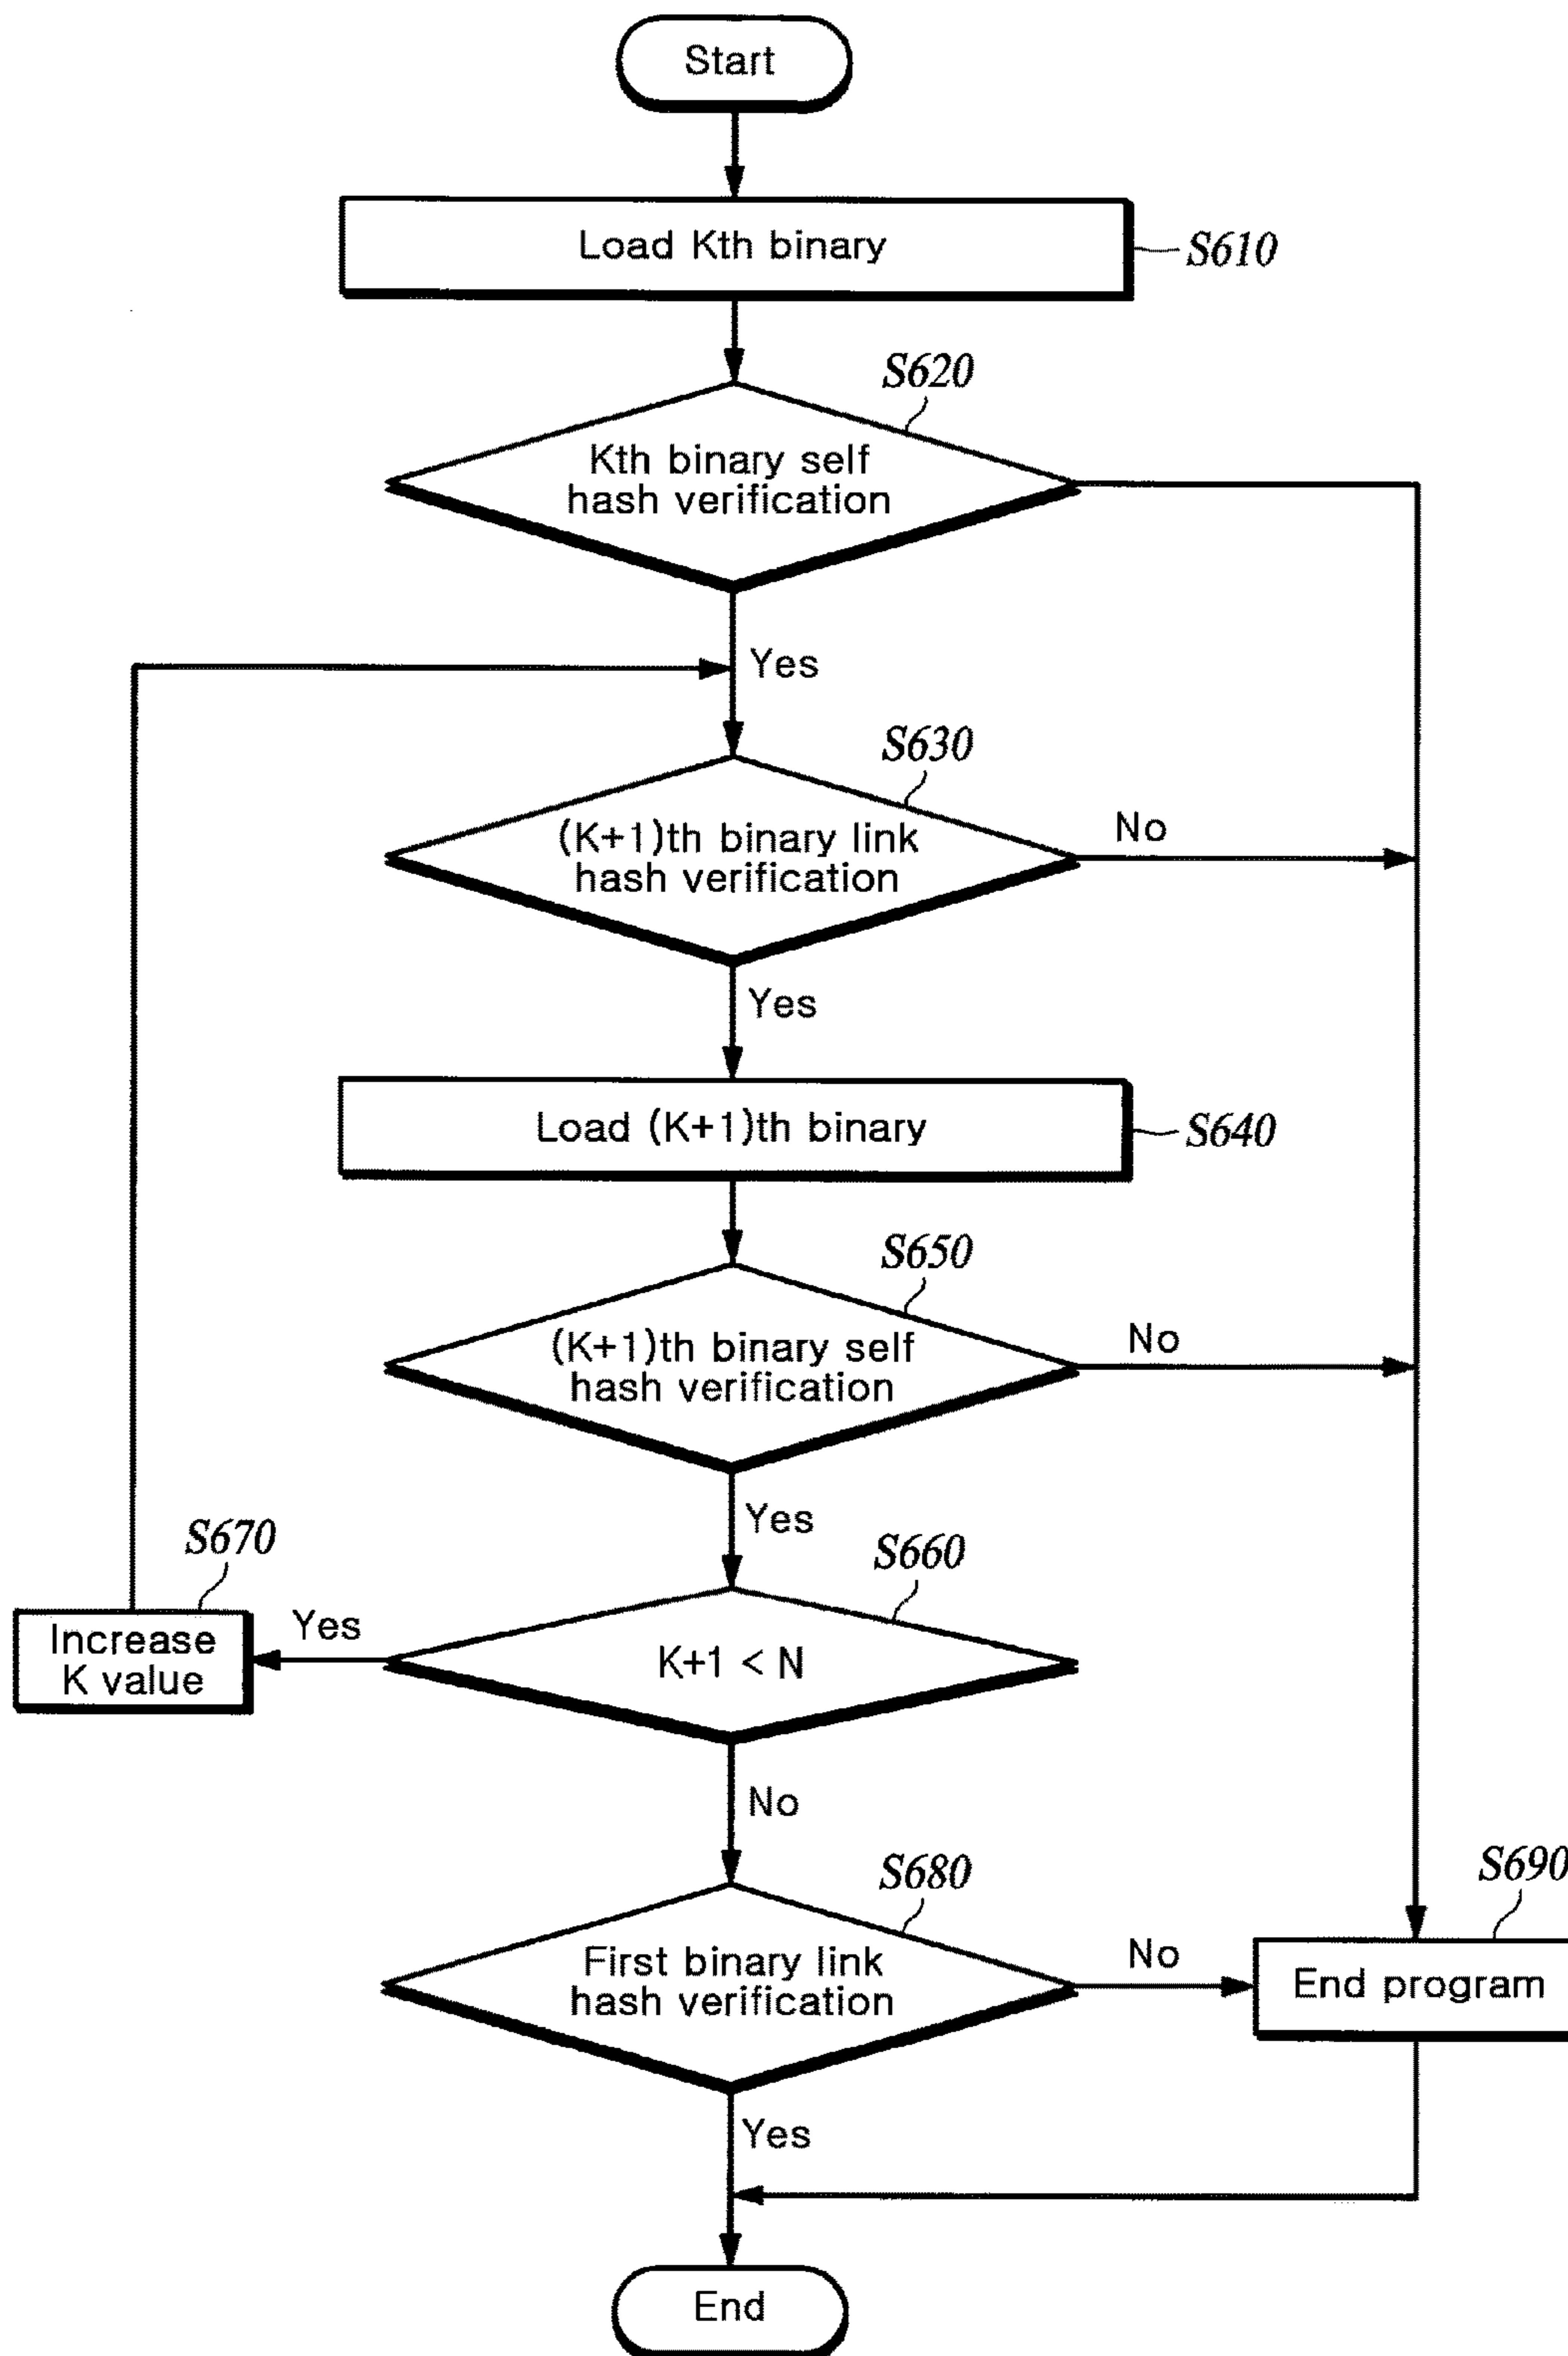 Start
Load Kth binary
S610
S620
Kth binary self
hash verification
Yes
S630
(K+1)th binary link
hash verification
No
Yes
Load (K+1)th binary
S640
S650
(K+1)th binary self
hash verification
No
Yes
S670
Increase
K value
Yes
S660
K+1 < N
No
S680
First binary link
hash verification
No
S690
End program
Yes
End